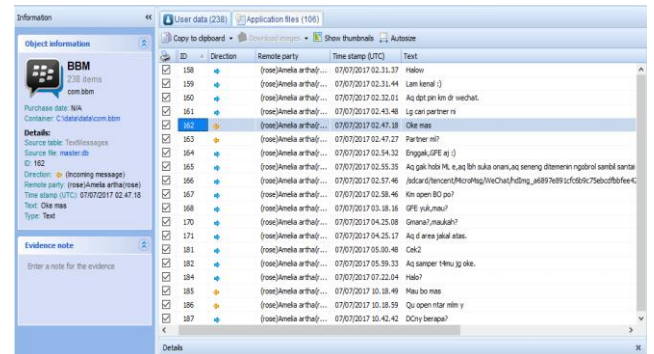 Information
User data (238)
Application files (106)
Copy to clipboard
Download images
Show thumbnails
Autosize
Object information
BBM
238 items
com.bbm
Purchase date: N/A
Container: C:\data\data\com.bbm
Details:
Source table: TextMessages
Source file: master.db
ID: 162
Direction: (Incoming message)
Remote party: (rose)Amelia artha(rose)
Time stamp (UTC): 07/07/2017 02.47.18
Text: Oke mas
Type: Text
Evidence note
Enter a note for the evidence
ID Direction Remote party Time stamp (UTC) Text
158 (rose)Amelia artha(r... 07/07/2017 02.31.37 Halow
159 (rose)Amelia artha(r... 07/07/2017 02.31.44 Lam kenal :)
160 (rose)Amelia artha(r... 07/07/2017 02.32.01 Aq dpt pin km dr wechat.
161 (rose)Amelia artha(r... 07/07/2017 02.43.48 Lg cari partner ni
162 (rose)Amelia artha(r... 07/07/2017 02.47.18 Oke mas
163 (rose)Amelia artha(r... 07/07/2017 02.47.27 Partner mi?
164 (rose)Amelia artha(r... 07/07/2017 02.54.32 Enggak,GFE aj :)
165 (rose)Amelia artha(r... 07/07/2017 02.55.35 Aq gak hobi ML e,aq lbh suka onani,aq seneng ditemenin ngobrol sambil santai
166 (rose)Amelia artha(r... 07/07/2017 02.57.46
167 (rose)Amelia artha(r... 07/07/2017 02.58.46 Km open BO po?
168 (rose)Amelia artha(r... 07/07/2017 03.18.16 GFE yuk,mau?
170 (rose)Amelia artha(r... 07/07/2017 04.25.08 Gmana?,maukah?
171 (rose)Amelia artha(r... 07/07/2017 04.25.17 Aq d area jakal atas.
181 (rose)Amelia artha(r... 07/07/2017 05.00.48 Cek2
182 (rose)Amelia artha(r... 07/07/2017 05.59.33 Aq samper t4mu jg oke.
184 (rose)Amelia artha(r... 07/07/2017 07.22.04 Halo?
185 (rose)Amelia artha(r... 07/07/2017 10.18.49 Mau bo mas
186 (rose)Amelia artha(r... 07/07/2017 10.18.59 Qu open ntar mlm y
187 (rose)Amelia artha(r... 07/07/2017 10.42.42 DCny berapa?
Details